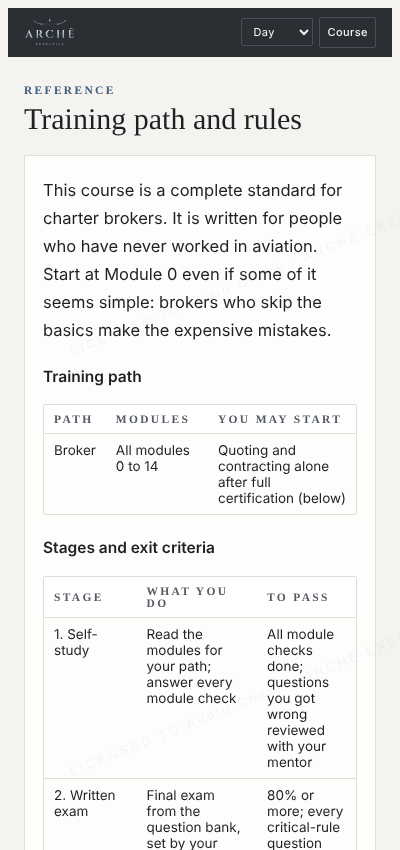 ARCHĒ
Day
Course
REFERENCE
Training path and rules
This course is a complete standard for
charter brokers. It is written for people
who have never worked in aviation.
Start at Module 0 even if some of it
seems simple: brokers who skip the
basics make the expensive mistakes.
Training path
PATH MODULES YOU MAY START
Broker All modules 0 to 14 Quoting and contracting alone after full certification (below)
Stages and exit criteria
STAGE WHAT YOU DO TO PASS
1. Self-study Read the modules for your path; answer every module check All module checks done; questions you got wrong reviewed with your mentor
2. Written exam Final exam from the question bank, set by your 80% or more; every critical-rule question